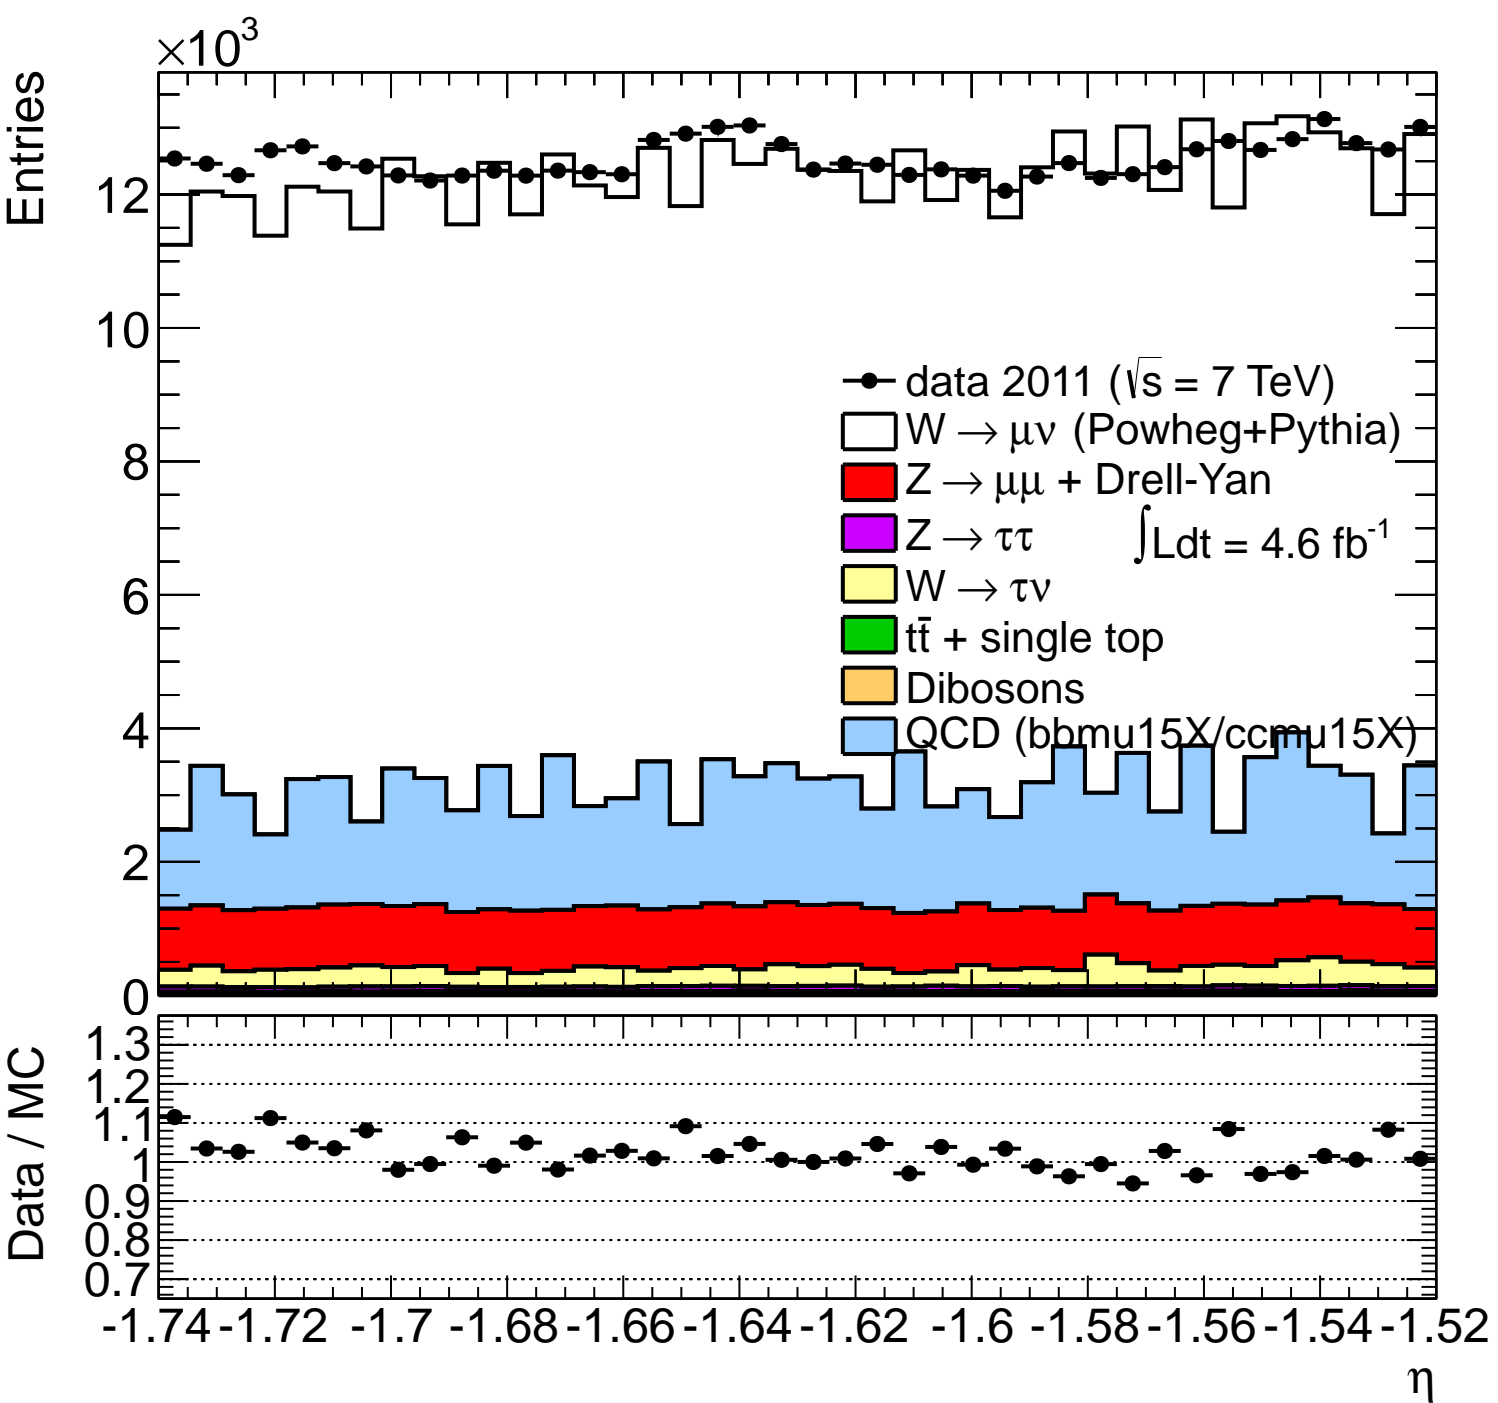 ×10³
Entries
12
10
8
6
4
2
0
data 2011 (√s = 7 TeV)
W → μν (Powheg+Pythia)
Z → μμ + Drell-Yan
Z → ττ
∫Ldt = 4.6 fb⁻¹
W → τν
tt̄ + single top
Dibosons
QCD (bbmu15X/ccmu15X)
Data / MC
1.3
1.2
1.1
1
0.9
0.8
0.7
-1.74 -1.72 -1.7 -1.68 -1.66 -1.64 -1.62 -1.6 -1.58 -1.56 -1.54 -1.52
η